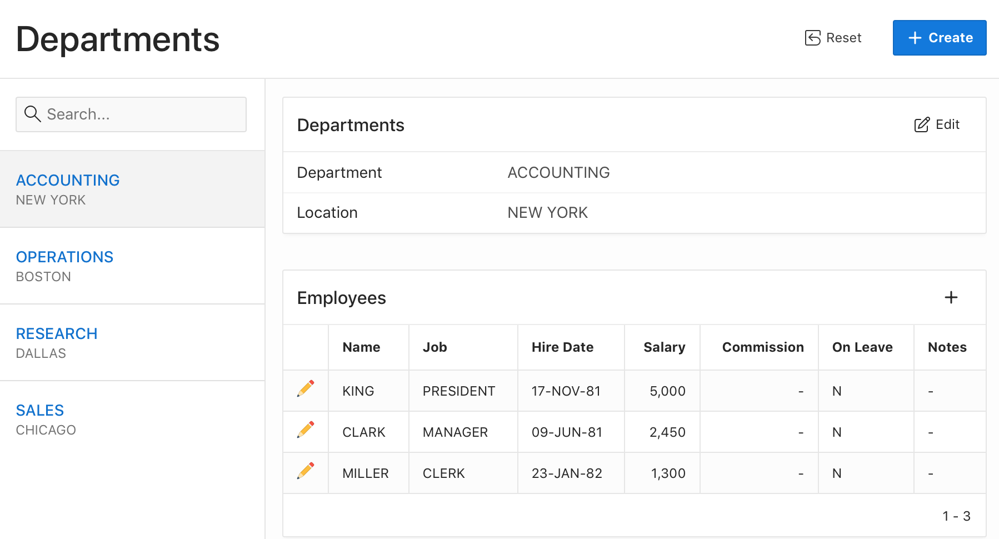 Departments
Reset
Create
Search...
ACCOUNTING
NEW YORK
OPERATIONS
BOSTON
RESEARCH
DALLAS
SALES
CHICAGO
Departments
Edit
Department ACCOUNTING
Location NEW YORK
Employees
Name Job Hire Date Salary Commission On Leave Notes
KING PRESIDENT 17-NOV-81 5,000 - N -
CLARK MANAGER 09-JUN-81 2,450 - N -
MILLER CLERK 23-JAN-82 1,300 - N -
1 - 3